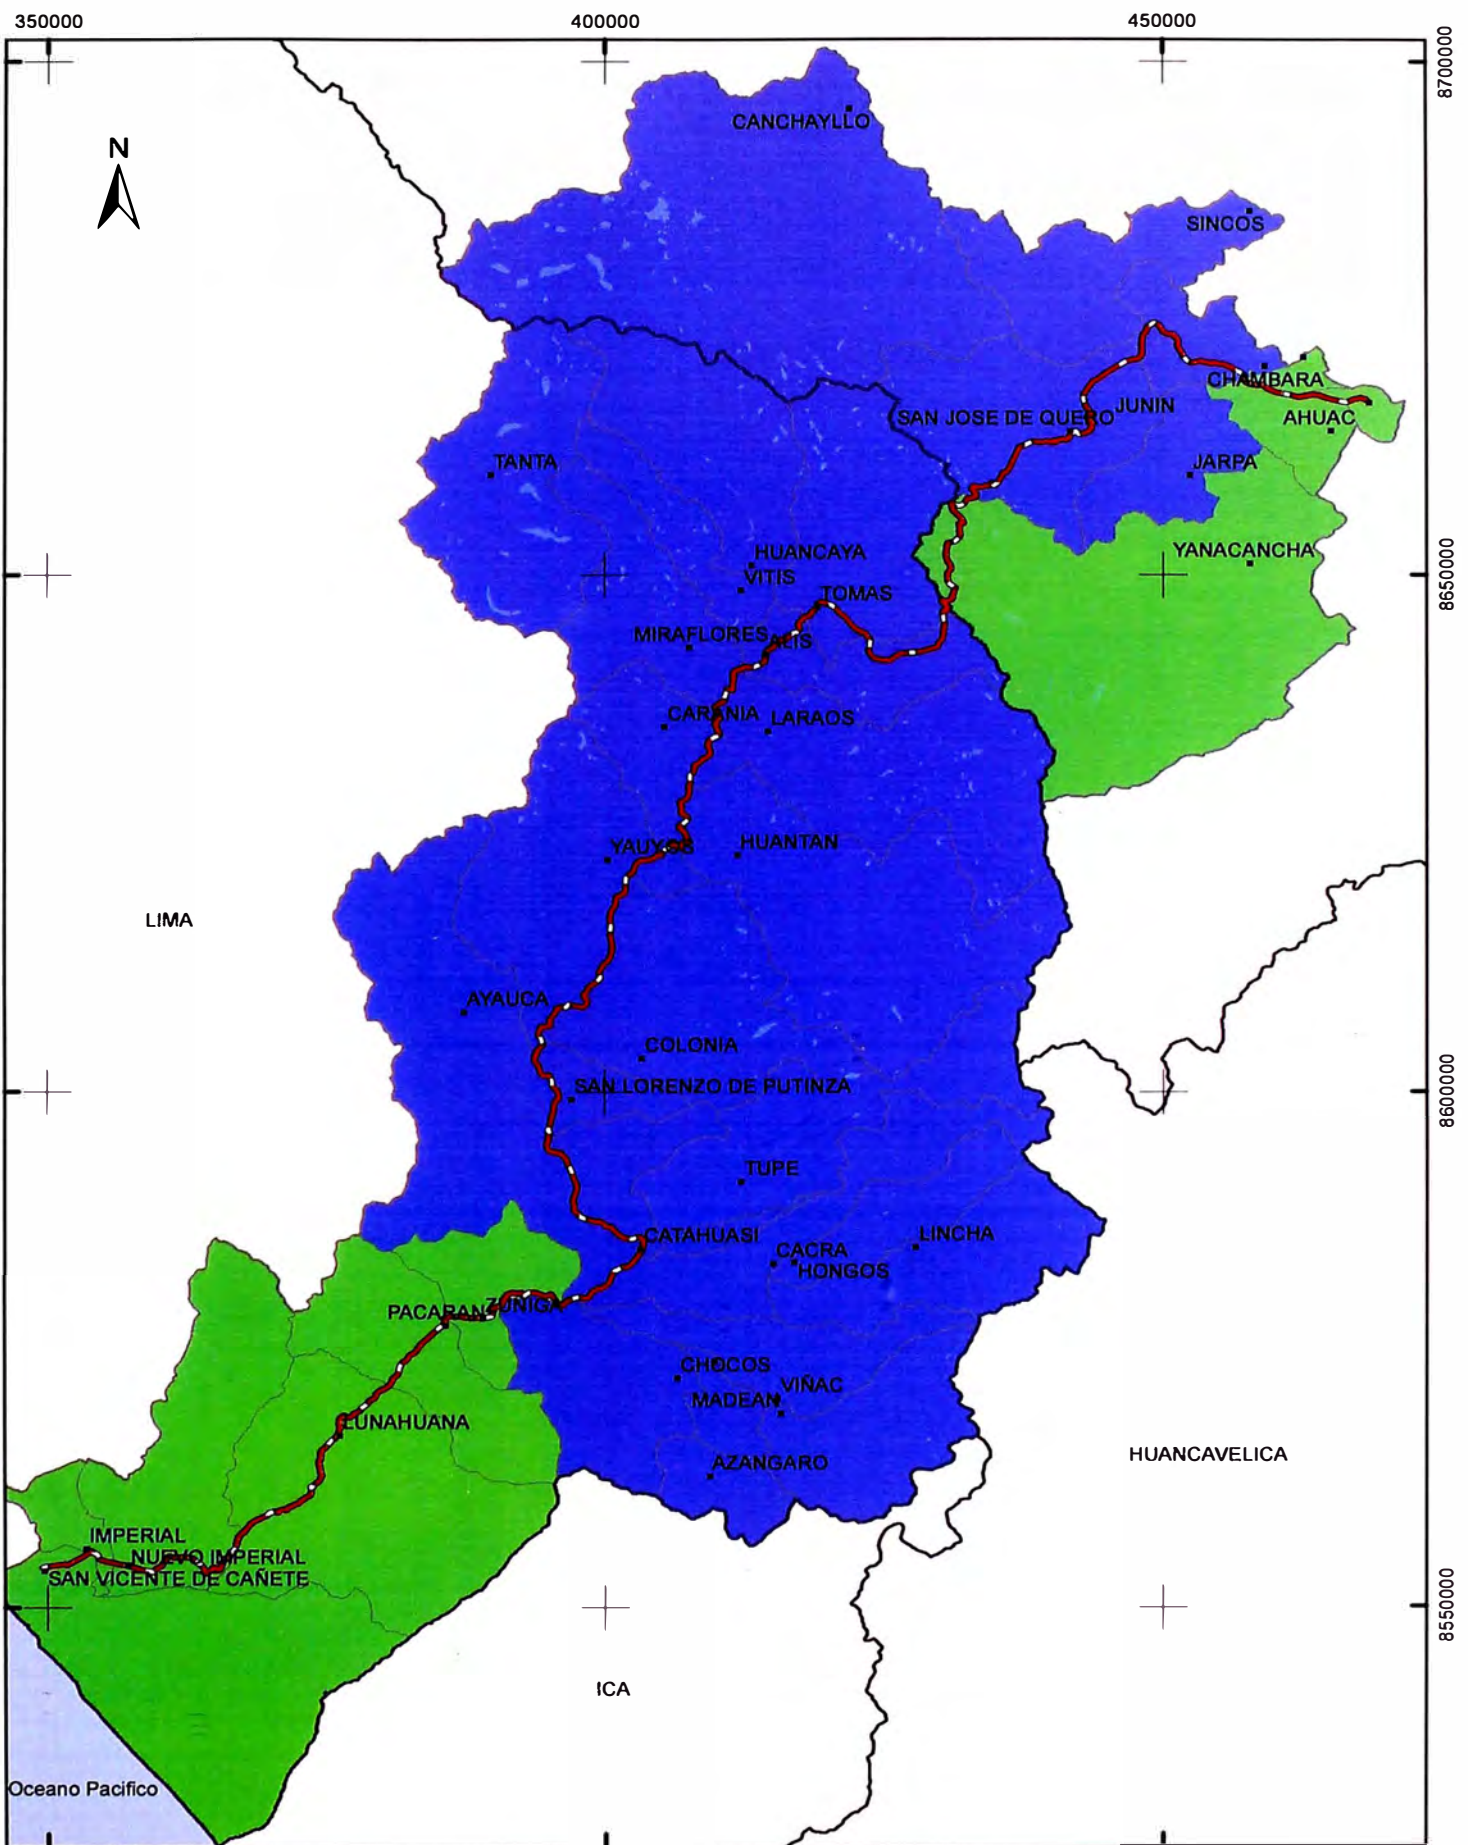 350000
400000
450000
8700000
CANCHAYLLO
N
SINCOS
CHAMBARA
JUNIN
SAN JOSE DE QUERO
AHUAC
TANTA
JARPA
HUANCAYA
YANACANCHA
VITIS
8650000
TOMAS
MIRAFLORES
ALIS
CARANIA
LARAOS
YAUYOS
HUANTAN
LIMA
AYAUCA
COLONIA
SAN LORENZO DE PUTINZA
8600000
TUPE
CATAHUASI
LINCHA
CACRA
HONGOS
ZUÑIGA
PACARAN
CHOCOS
VIÑAC
MADEAN
LUNAHUANA
HUANCAVELICA
AZANGARO
IMPERIAL
NUEVO IMPERIAL
SAN VICENTE DE CAÑETE
8550000
ICA
Oceano Pacifico